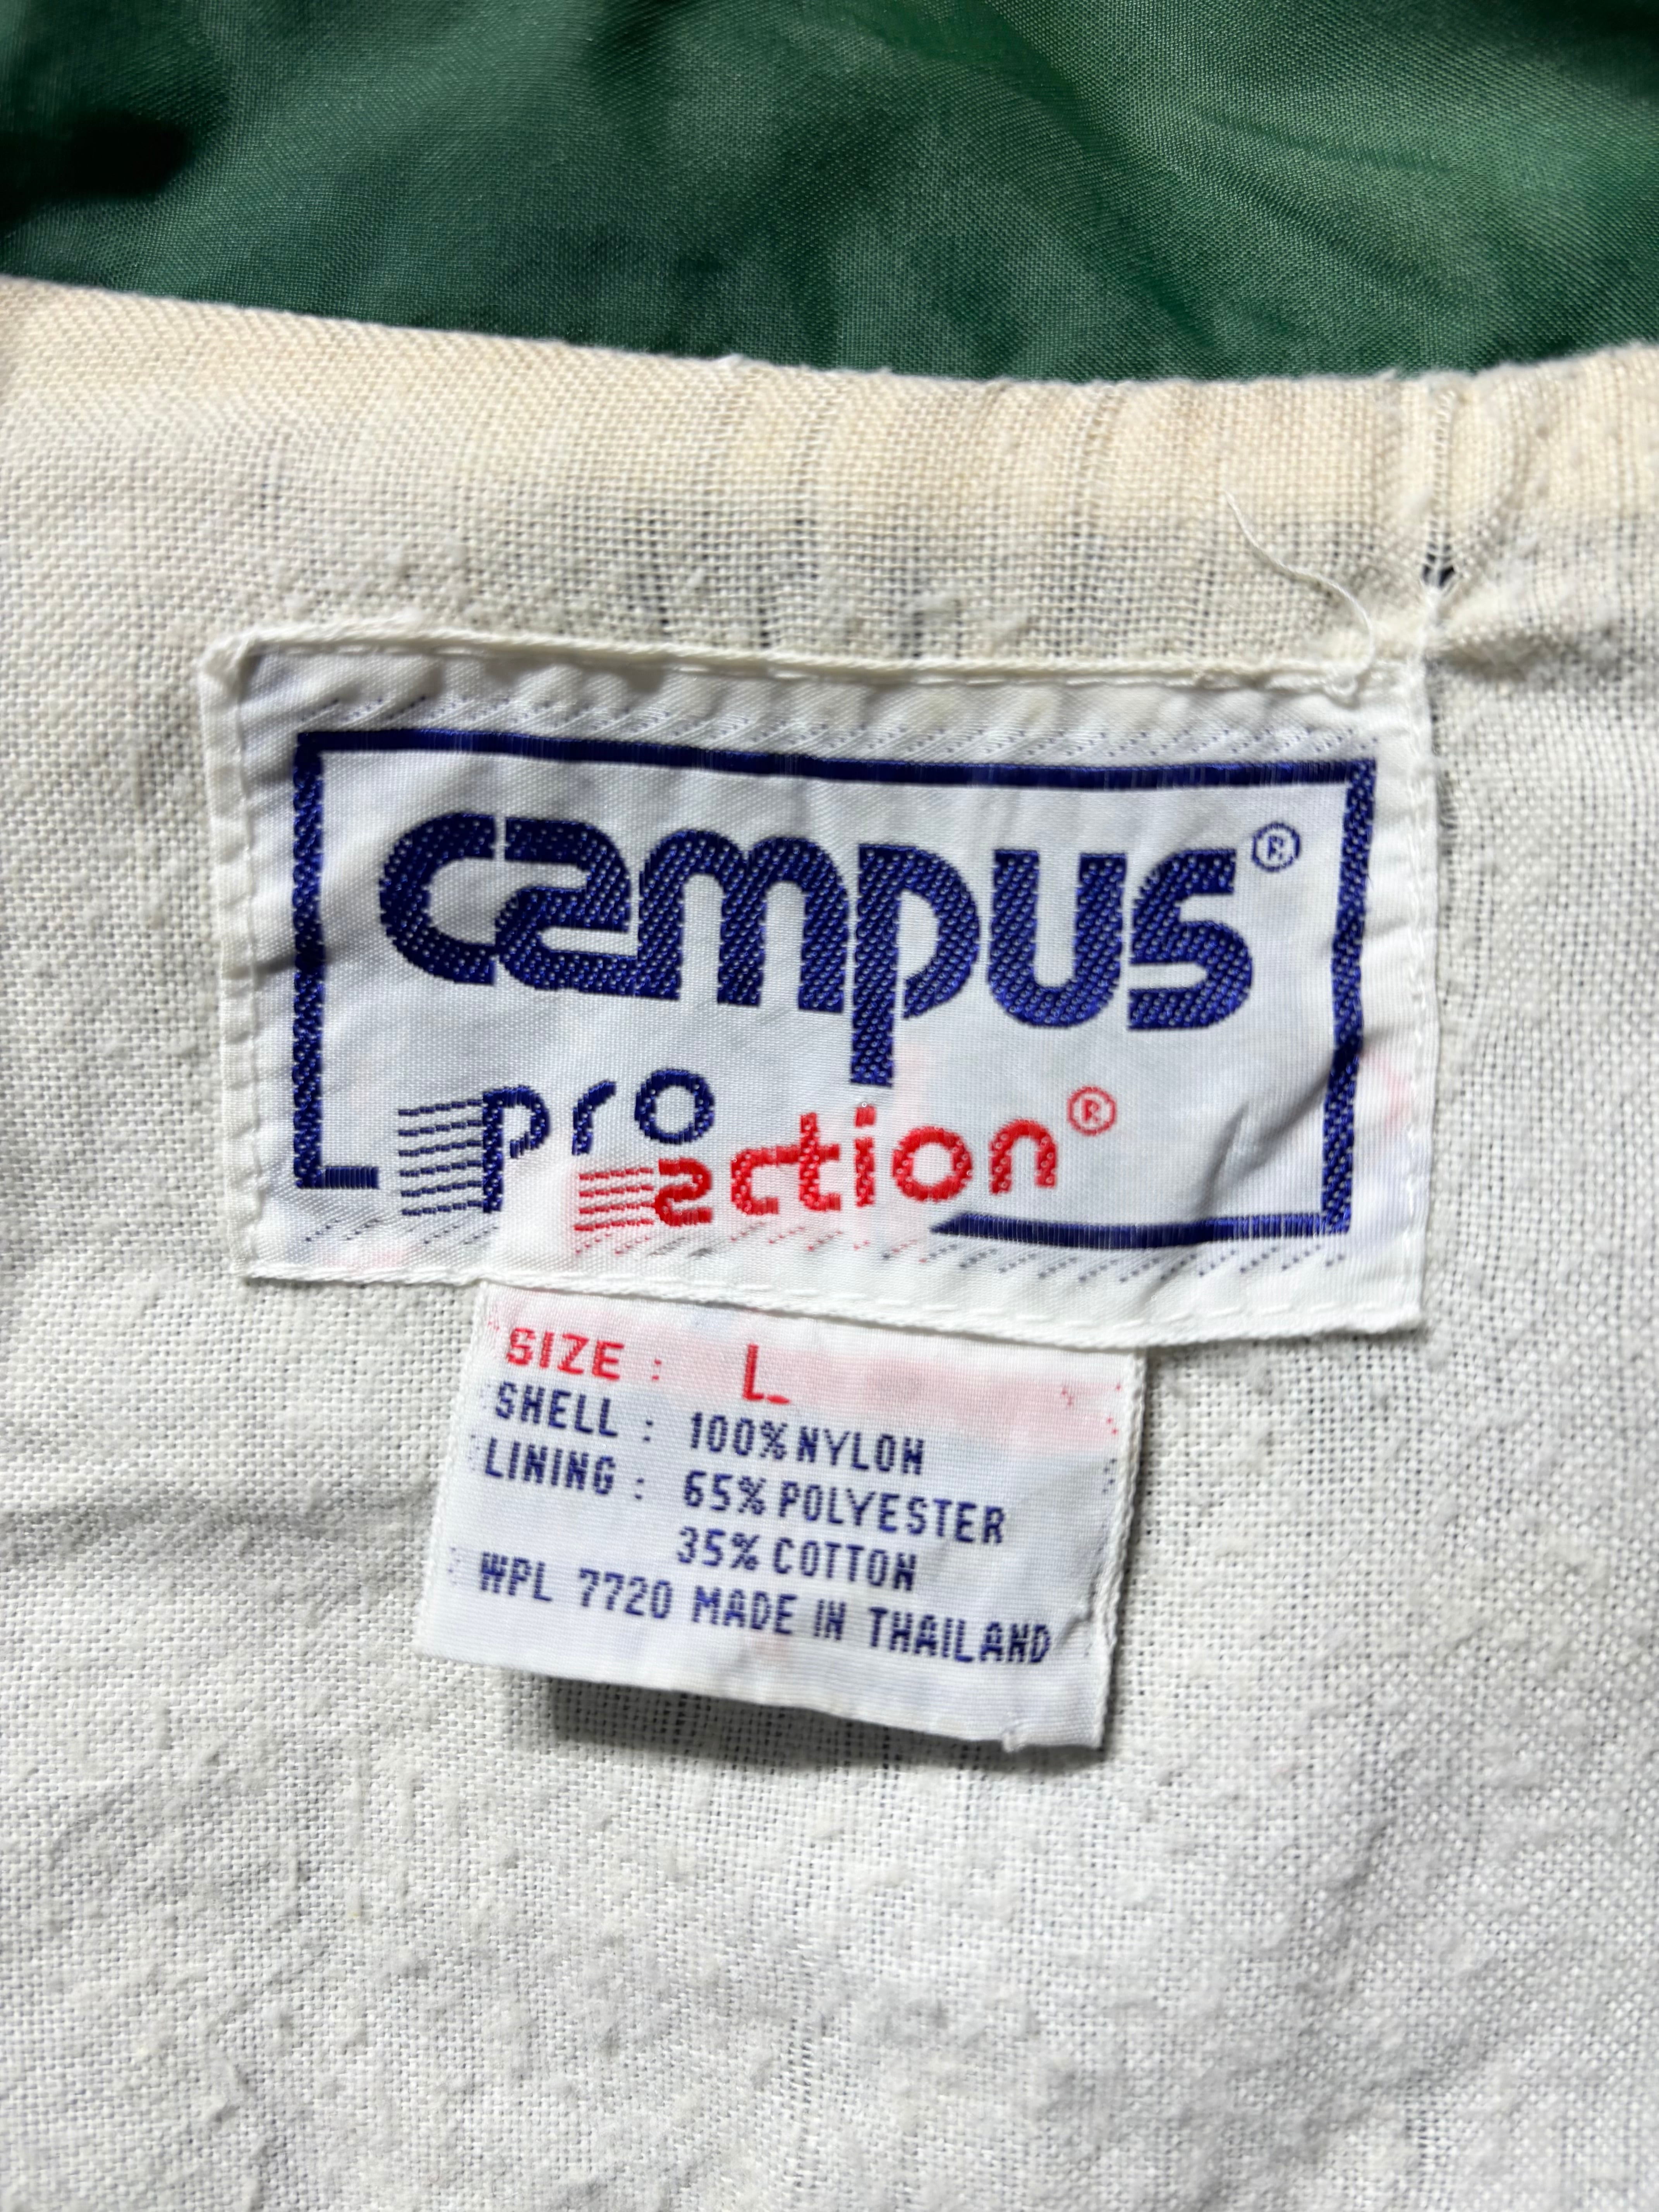 campus®
pro
action®
SIZE : L
SHELL : 100% NYLON
LINING : 65% POLYESTER
35% COTTON
WPL 7720 MADE IN THAILAND